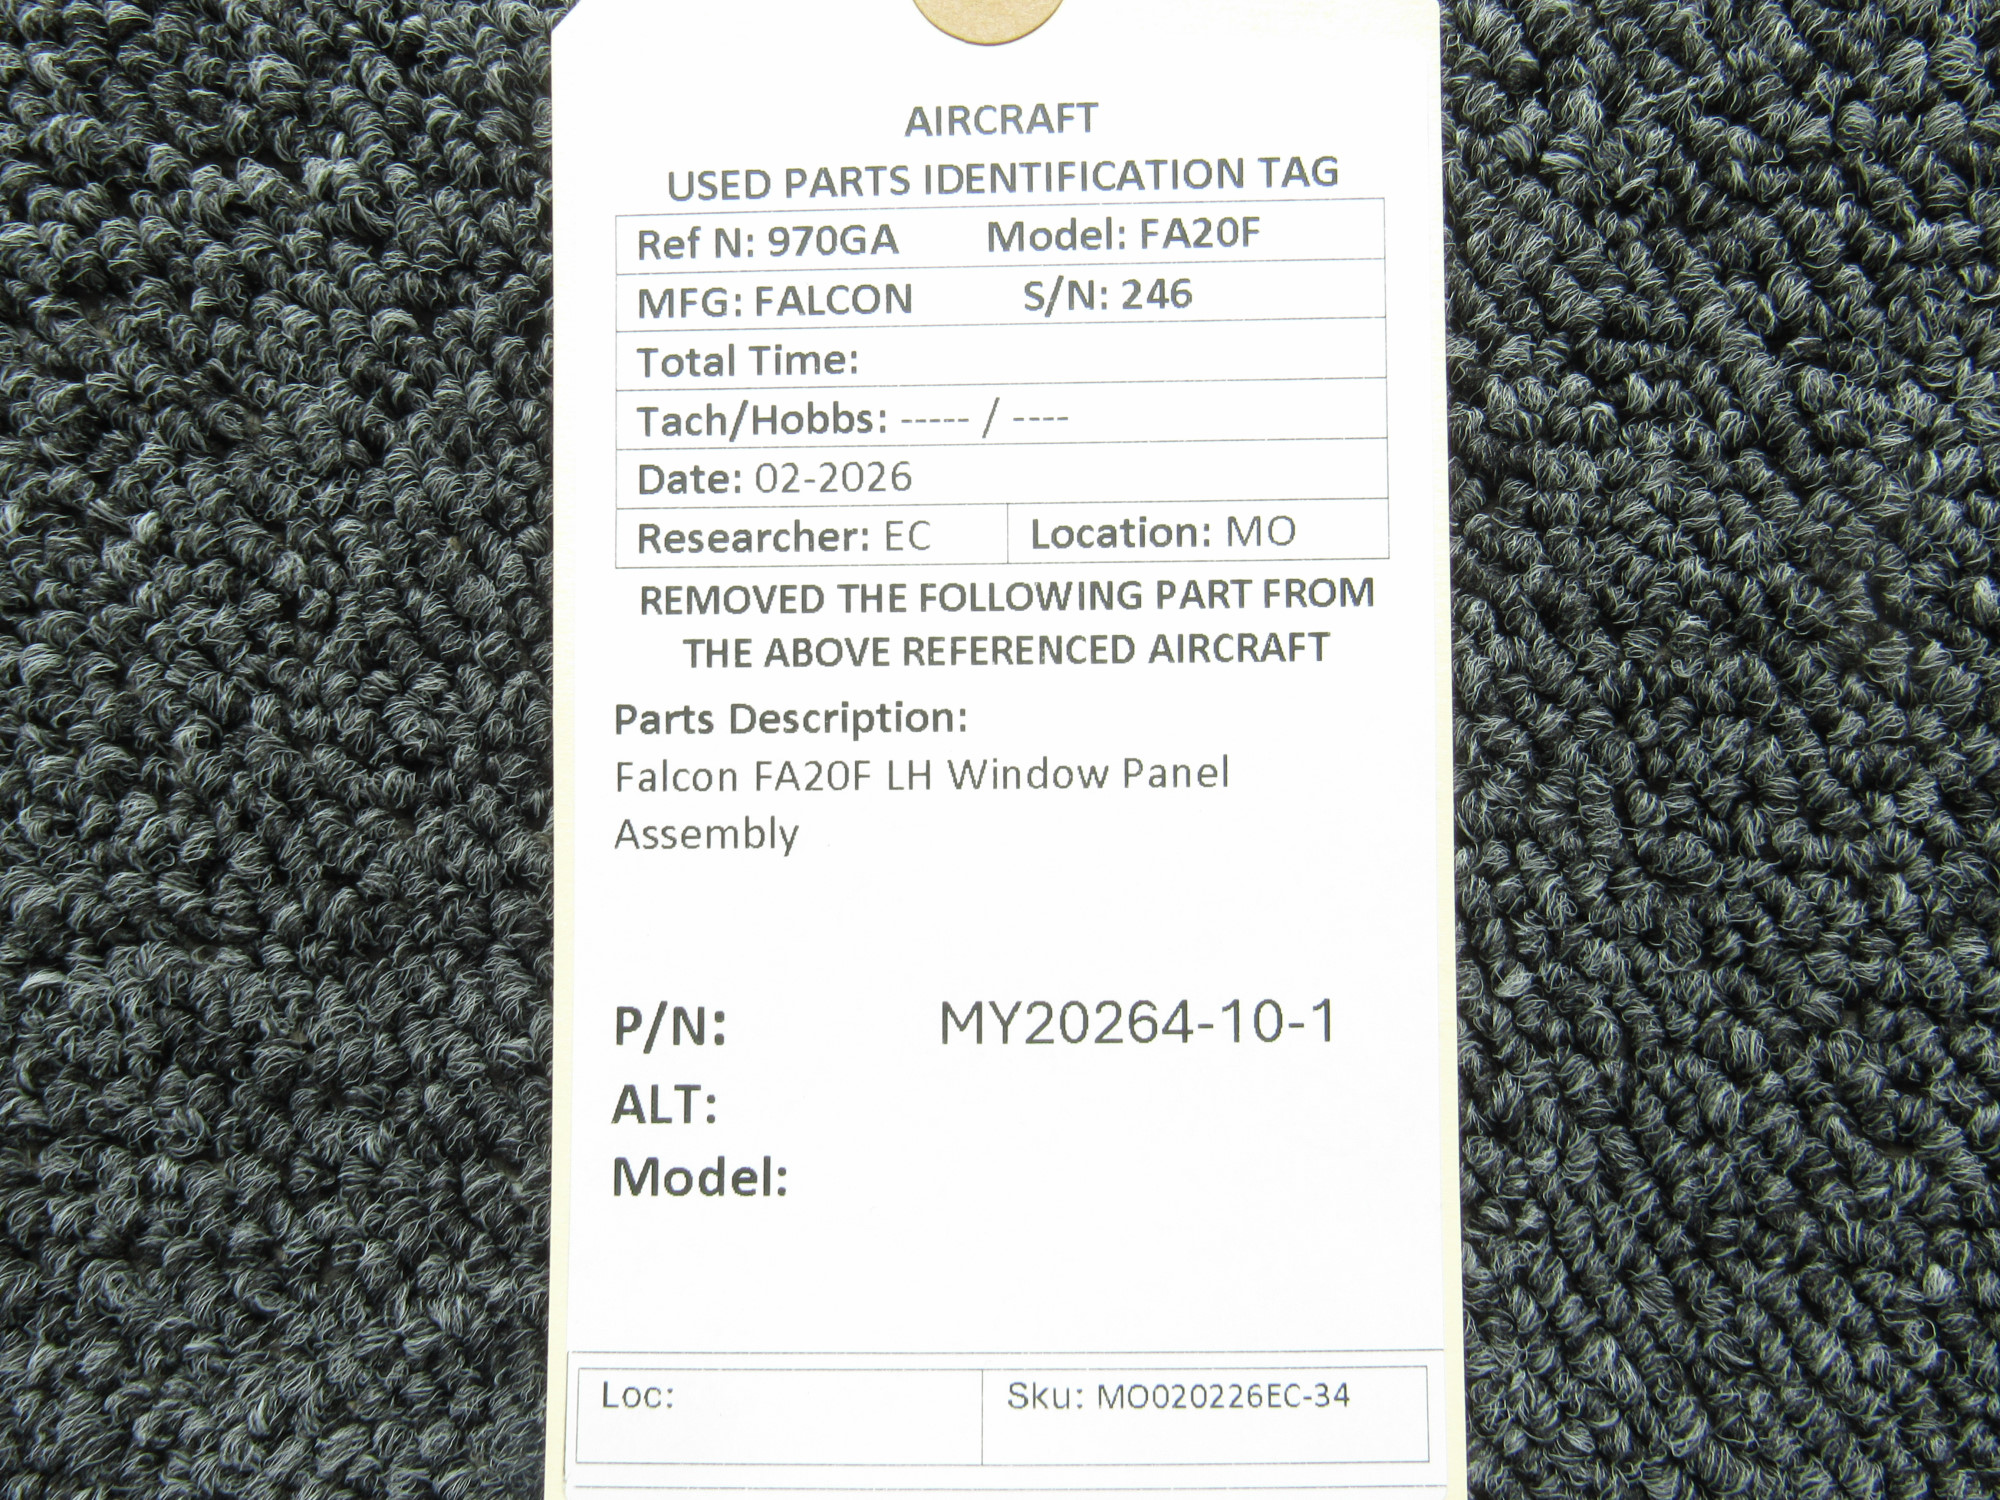 AIRCRAFT
USED PARTS IDENTIFICATION TAG
Ref N: 970GA Model: FA20F
MFG: FALCON S/N: 246
Total Time:
Tach/Hobbs: ----- / ----
Date: 02-2026
Researcher: EC Location: MO
REMOVED THE FOLLOWING PART FROM
THE ABOVE REFERENCED AIRCRAFT
Parts Description:
Falcon FA20F LH Window Panel
Assembly
P/N: MY20264-10-1
ALT:
Model:
Loc: Sku: MO020226EC-34